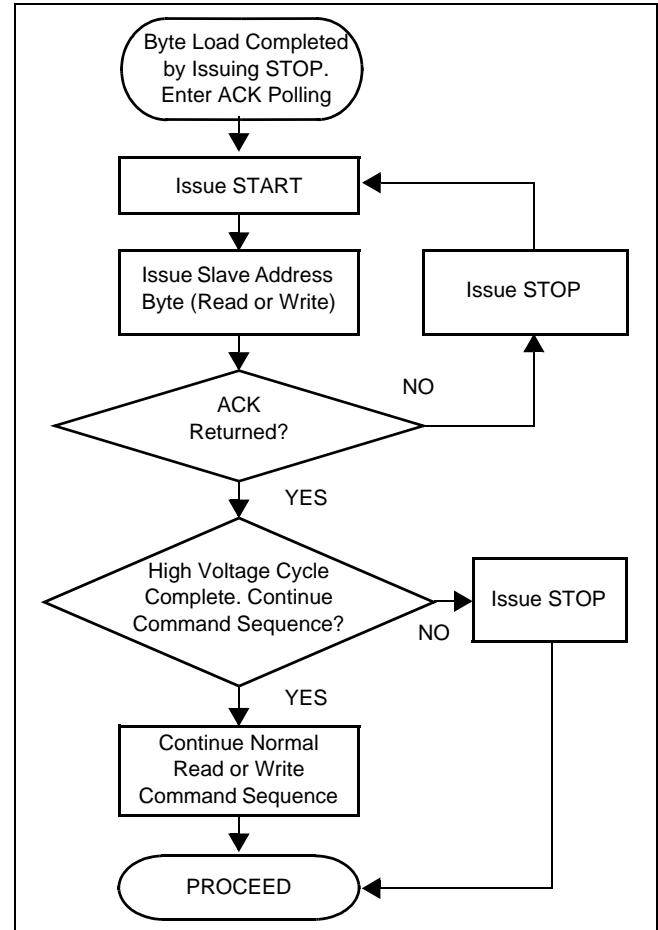 Byte Load Completed
by Issuing STOP.
Enter ACK Polling
Issue START
Issue Slave Address
Byte (Read or Write)
Issue STOP
ACK
Returned?
NO
YES
High Voltage Cycle
Complete. Continue
Command Sequence?
Issue STOP
NO
YES
Continue Normal
Read or Write
Command Sequence
PROCEED